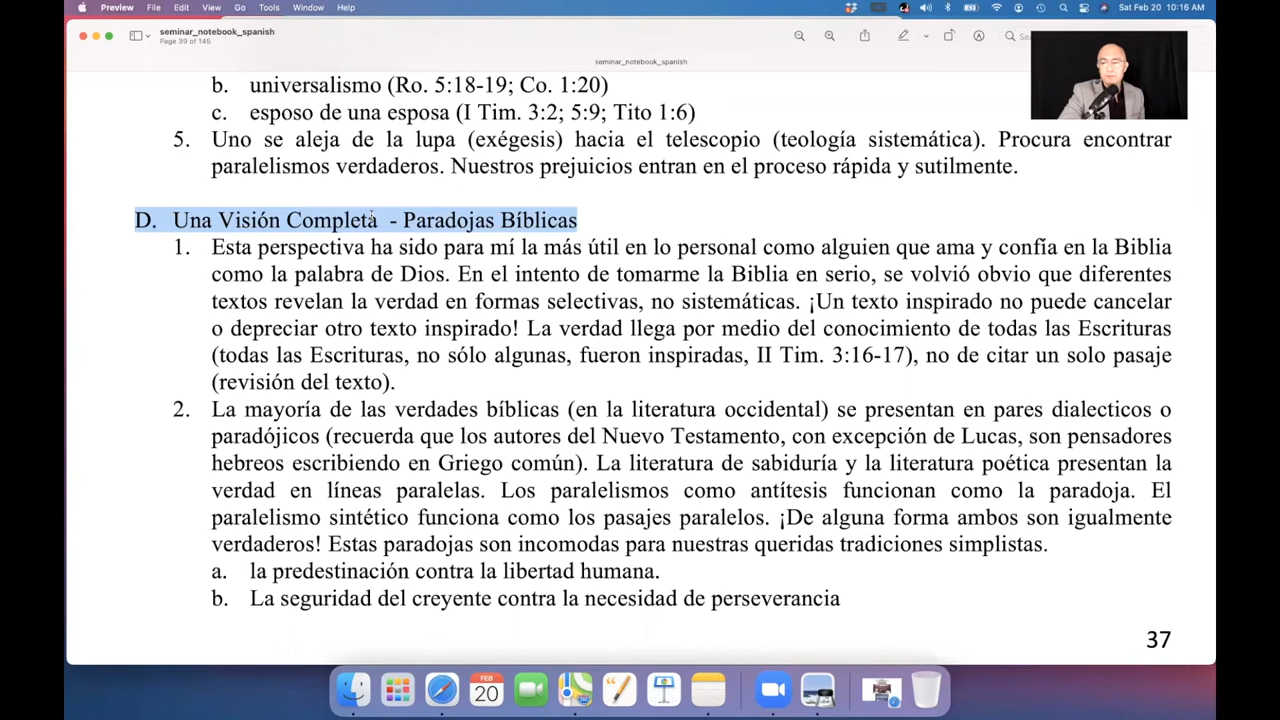 Preview File Edit View Go Tools Window Help Sat Feb 20 10:16 AM
seminar_notebook_spanish
Page 39 of 145
seminar_notebook_spanish
b. universalismo (Ro. 5:18-19; Co. 1:20)
c. esposo de una esposa (I Tim. 3:2; 5:9; Tito 1:6)
5. Uno se aleja de la lupa (exégesis) hacia el telescopio (teología sistemática). Procura encontrar
paralelismos verdaderos. Nuestros prejuicios entran en el proceso rápida y sutilmente.
D. Una Visión Completa - Paradojas Bíblicas
1. Esta perspectiva ha sido para mí la más útil en lo personal como alguien que ama y confía en la Biblia
como la palabra de Dios. En el intento de tomarme la Biblia en serio, se volvió obvio que diferentes
textos revelan la verdad en formas selectivas, no sistemáticas. ¡Un texto inspirado no puede cancelar
o depreciar otro texto inspirado! La verdad llega por medio del conocimiento de todas las Escrituras
(todas las Escrituras, no sólo algunas, fueron inspiradas, II Tim. 3:16-17), no de citar un solo pasaje
(revisión del texto).
2. La mayoría de las verdades bíblicas (en la literatura occidental) se presentan en pares dialecticos o
paradójicos (recuerda que los autores del Nuevo Testamento, con excepción de Lucas, son pensadores
hebreos escribiendo en Griego común). La literatura de sabiduría y la literatura poética presentan la
verdad en líneas paralelas. Los paralelismos como antítesis funcionan como la paradoja. El
paralelismo sintético funciona como los pasajes paralelos. ¡De alguna forma ambos son igualmente
verdaderos! Estas paradojas son incomodas para nuestras queridas tradiciones simplistas.
a. la predestinación contra la libertad humana.
b. La seguridad del creyente contra la necesidad de perseverancia
37
FEB
20